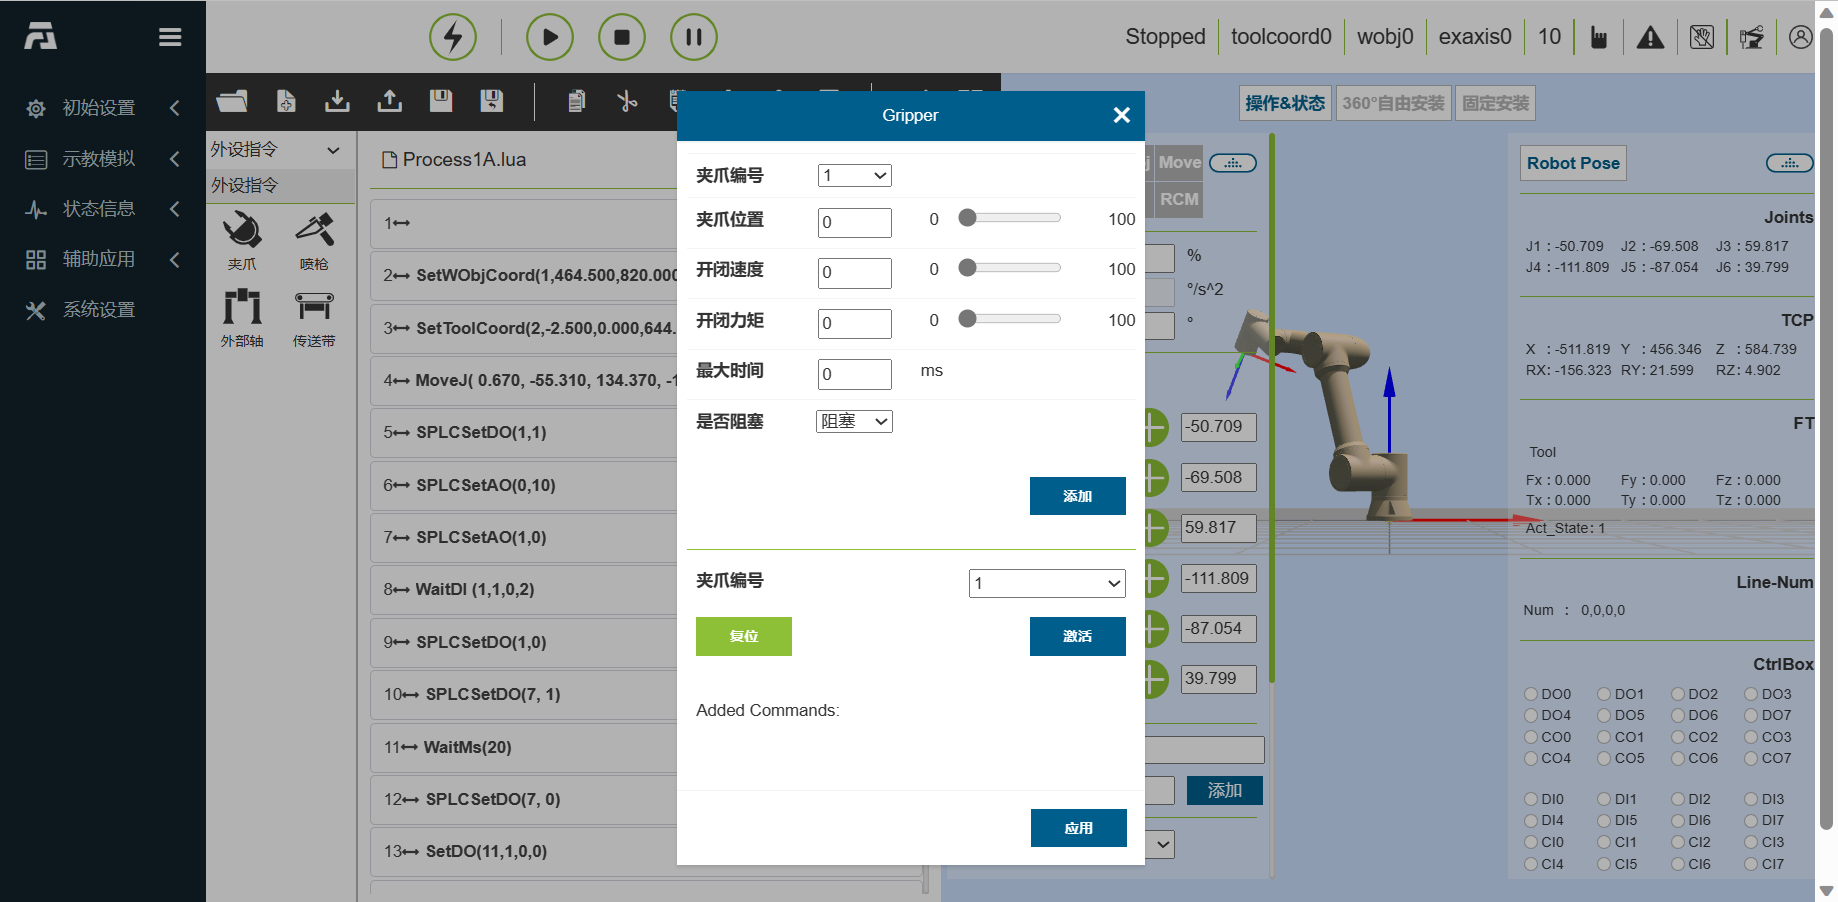 Stopped
toolcoord0
wobj0
exaxis0
10
初始设置
示教模拟
状态信息
辅助应用
系统设置
外设指令
外设指令
夹爪
喷枪
外部轴
传送带
Process1A.lua
1
2 SetWObjCoord(1,464.500,820.000
3 SetToolCoord(2,-2.500,0.000,644.
4 MoveJ( 0.670, -55.310, 134.370, -1
5 SPLCSetDO(1,1)
6 SPLCSetAO(0,10)
7 SPLCSetAO(1,0)
8 WaitDI (1,1,0,2)
9 SPLCSetDO(1,0)
10 SPLCSetDO(7, 1)
11 WaitMs(20)
12 SPLCSetDO(7, 0)
13 SetDO(11,1,0,0)
Gripper
夹爪编号 1
夹爪位置 0 0 100
开闭速度 0 0 100
开闭力矩 0 0 100
最大时间 0 ms
是否阻塞 阻塞
添加
夹爪编号 1
复位 激活
Added Commands:
应用
操作&状态 360°自由安装 固定安装
Move
RCM
%
°/s^2
°
-50.709
-69.508
59.817
-111.809
-87.054
39.799
添加
Robot Pose
Joints
J1 : -50.709 J2 : -69.508 J3 : 59.817
J4 : -111.809 J5 : -87.054 J6 : 39.799
TCP
X : -511.819 Y : 456.346 Z : 584.739
RX: -156.323 RY: 21.599 RZ: 4.902
FT
Tool
Fx : 0.000 Fy : 0.000 Fz : 0.000
Tx : 0.000 Ty : 0.000 Tz : 0.000
Act_State: 1
Line-Num
Num : 0,0,0,0
CtrlBox
DO0 DO1 DO2 DO3
DO4 DO5 DO6 DO7
CO0 CO1 CO2 CO3
CO4 CO5 CO6 CO7
DI0 DI1 DI2 DI3
DI4 DI5 DI6 DI7
CI0 CI1 CI2 CI3
CI4 CI5 CI6 CI7